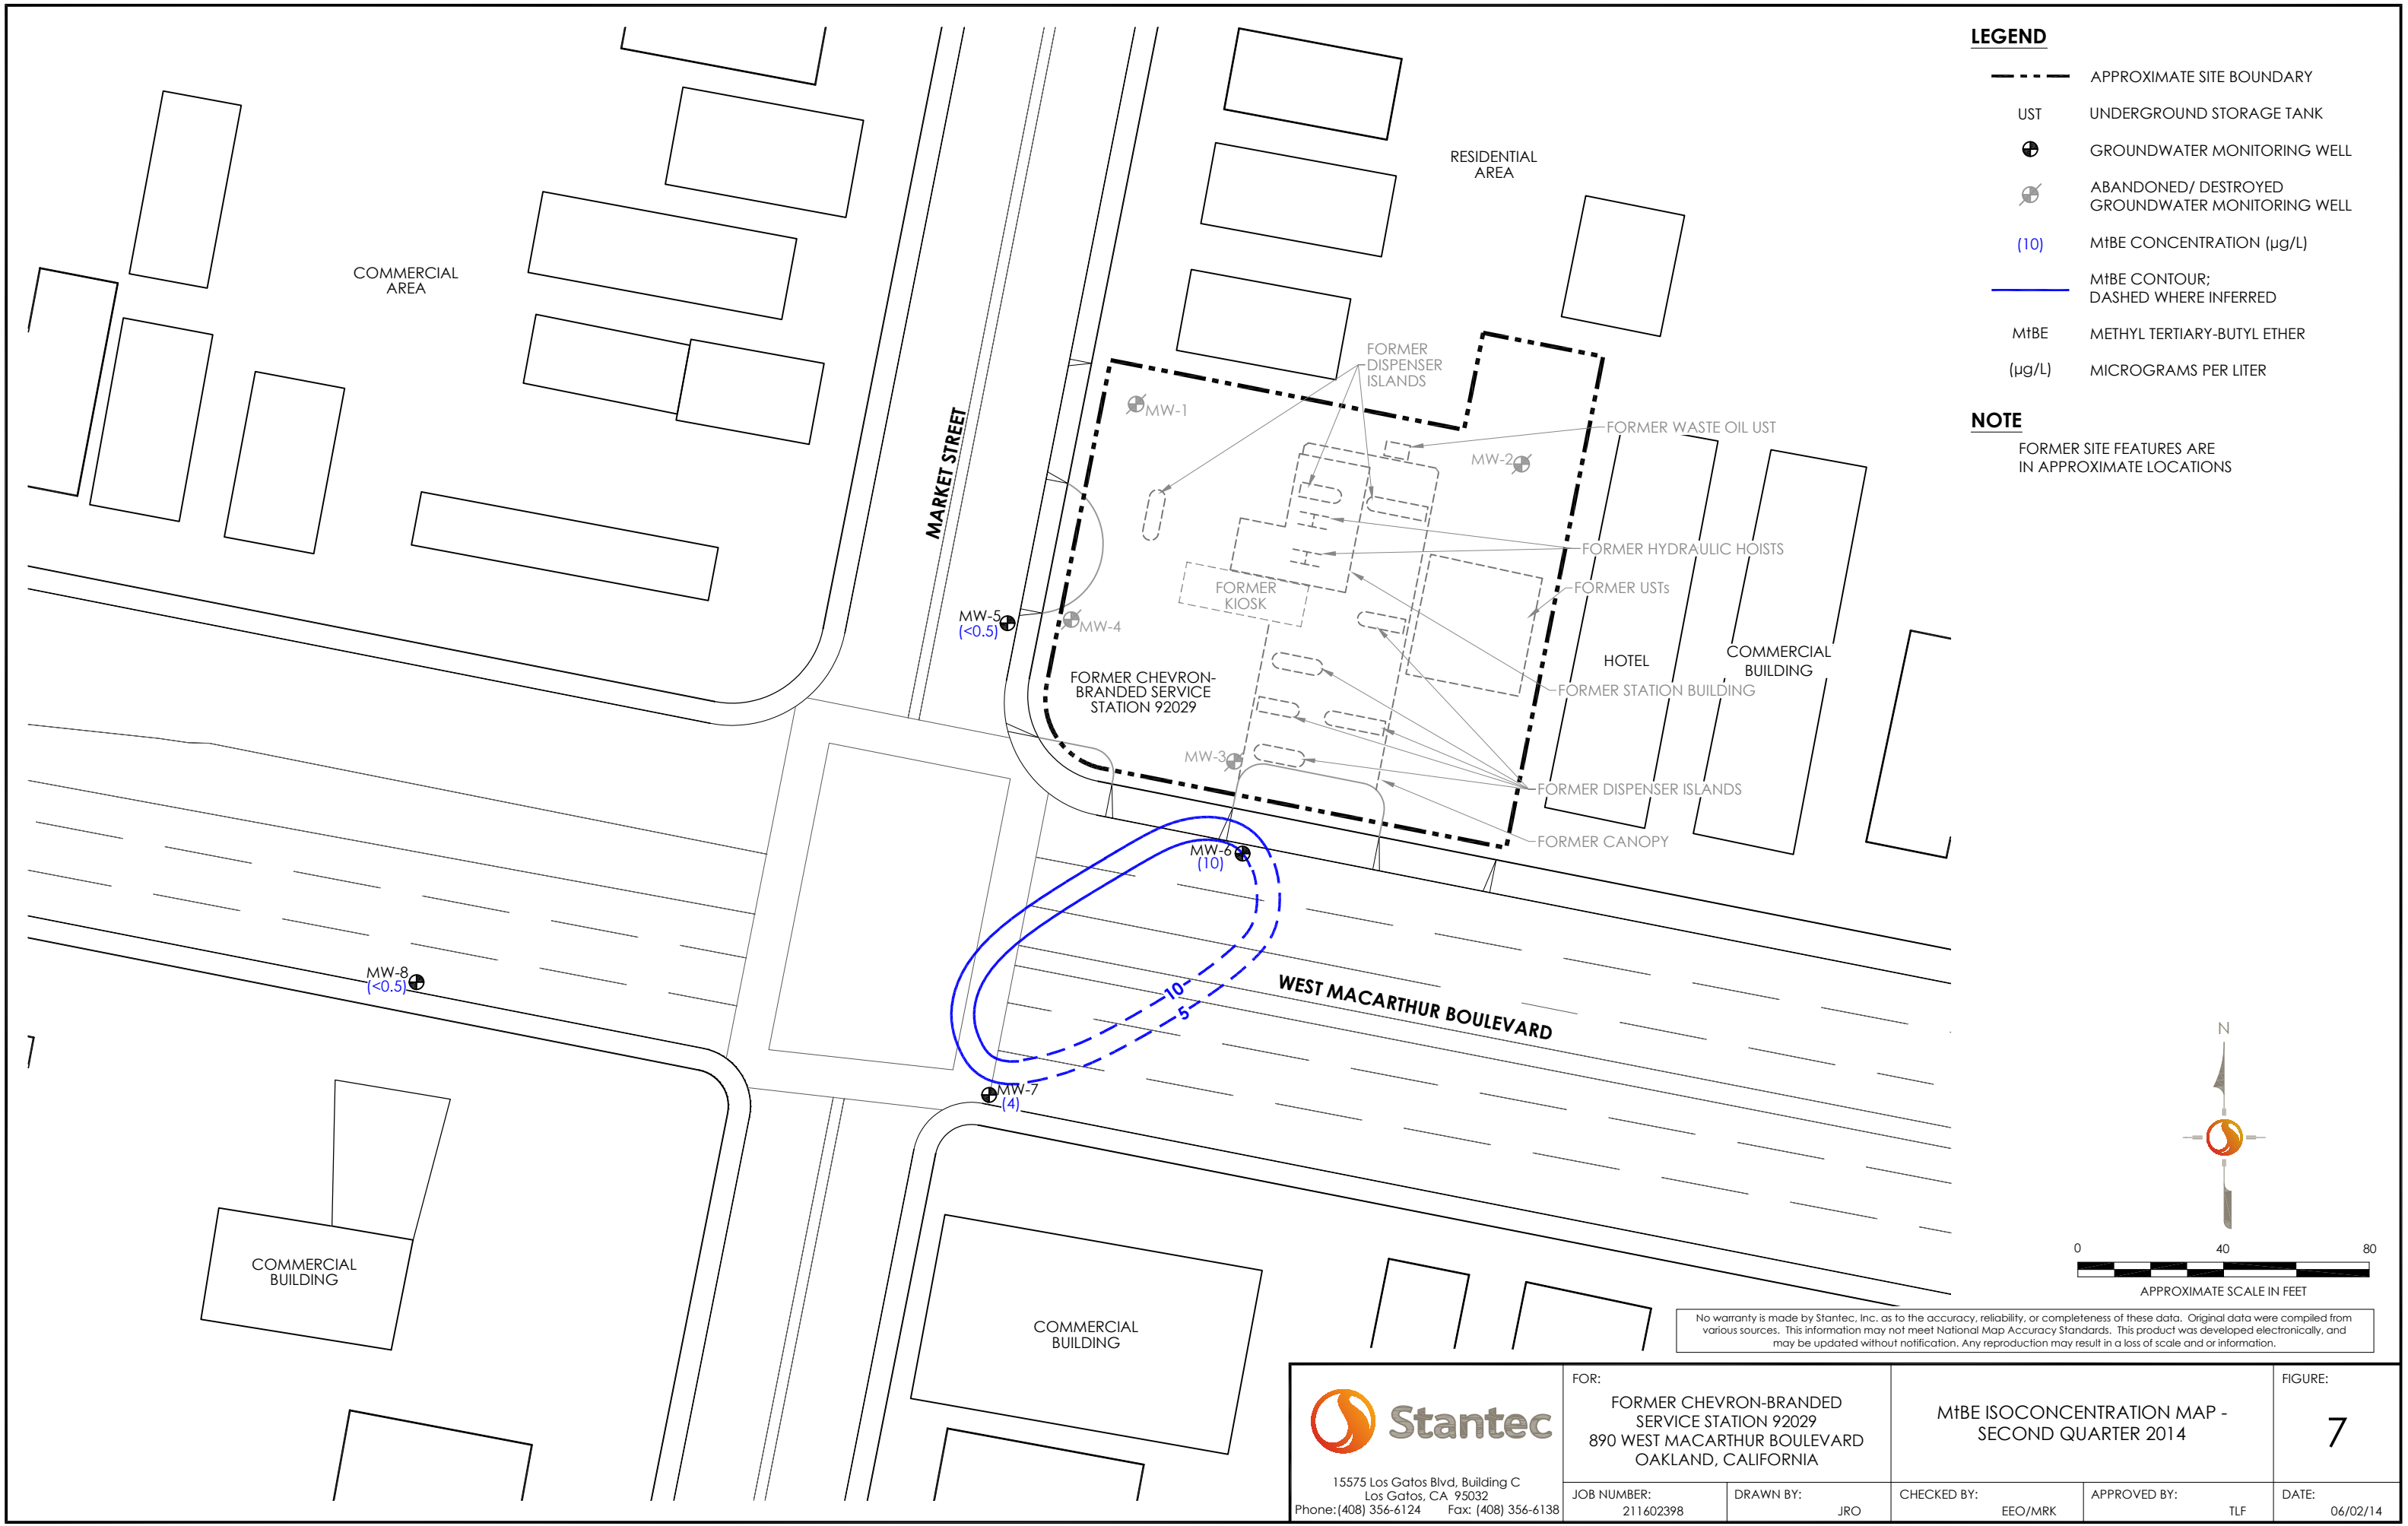 LEGEND
APPROXIMATE SITE BOUNDARY
UST UNDERGROUND STORAGE TANK
GROUNDWATER MONITORING WELL
ABANDONED/ DESTROYED
GROUNDWATER MONITORING WELL
(10) MtBE CONCENTRATION (µg/L)
MtBE CONTOUR;
DASHED WHERE INFERRED
MtBE METHYL TERTIARY-BUTYL ETHER
(µg/L) MICROGRAMS PER LITER
NOTE
FORMER SITE FEATURES ARE
IN APPROXIMATE LOCATIONS
RESIDENTIAL
AREA
COMMERCIAL
AREA
MARKET STREET
FORMER
DISPENSER
ISLANDS
MW-1
FORMER WASTE OIL UST
MW-2
FORMER HYDRAULIC HOISTS
FORMER USTs
FORMER
KIOSK
MW-5
(<0.5)
MW-4
HOTEL
COMMERCIAL
BUILDING
FORMER CHEVRON-
BRANDED SERVICE
STATION 92029
FORMER STATION BUILDING
MW-3
FORMER DISPENSER ISLANDS
FORMER CANOPY
MW-6
(10)
MW-8
(<0.5)
10
5
WEST MACARTHUR BOULEVARD
MW-7
(4)
COMMERCIAL
BUILDING
COMMERCIAL
BUILDING
N
0 40 80
APPROXIMATE SCALE IN FEET
No warranty is made by Stantec, Inc. as to the accuracy, reliability, or completeness of these data. Original data were compiled from
various sources. This information may not meet National Map Accuracy Standards. This product was developed electronically, and
may be updated without notification. Any reproduction may result in a loss of scale and or information.
Stantec
15575 Los Gatos Blvd, Building C
Los Gatos, CA 95032
Phone:(408) 356-6124 Fax: (408) 356-6138
FOR:
FORMER CHEVRON-BRANDED
SERVICE STATION 92029
890 WEST MACARTHUR BOULEVARD
OAKLAND, CALIFORNIA
MtBE ISOCONCENTRATION MAP -
SECOND QUARTER 2014
FIGURE:
7
JOB NUMBER:
211602398
DRAWN BY:
JRO
CHECKED BY:
EEO/MRK
APPROVED BY:
TLF
DATE:
06/02/14